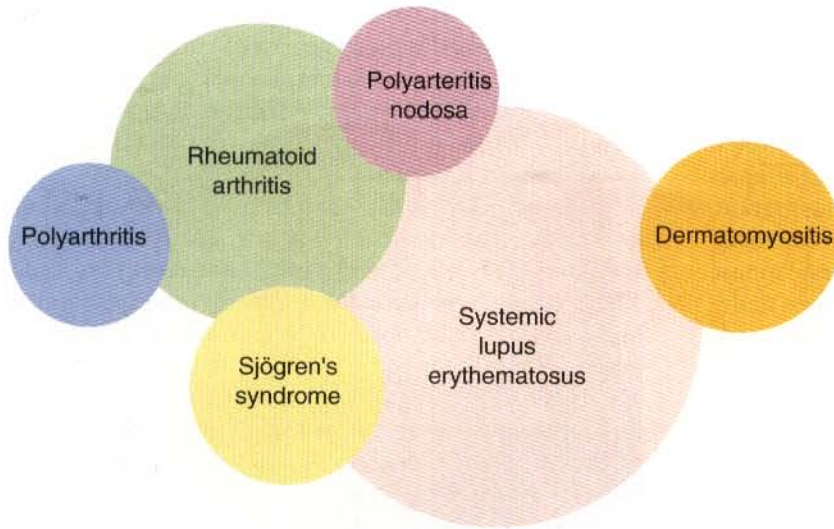 Polyarteritis
nodosa
Rheumatoid
arthritis
Polyarthritis
Dermatomyositis
Systemic
lupus
erythematosus
Sjögren's
syndrome